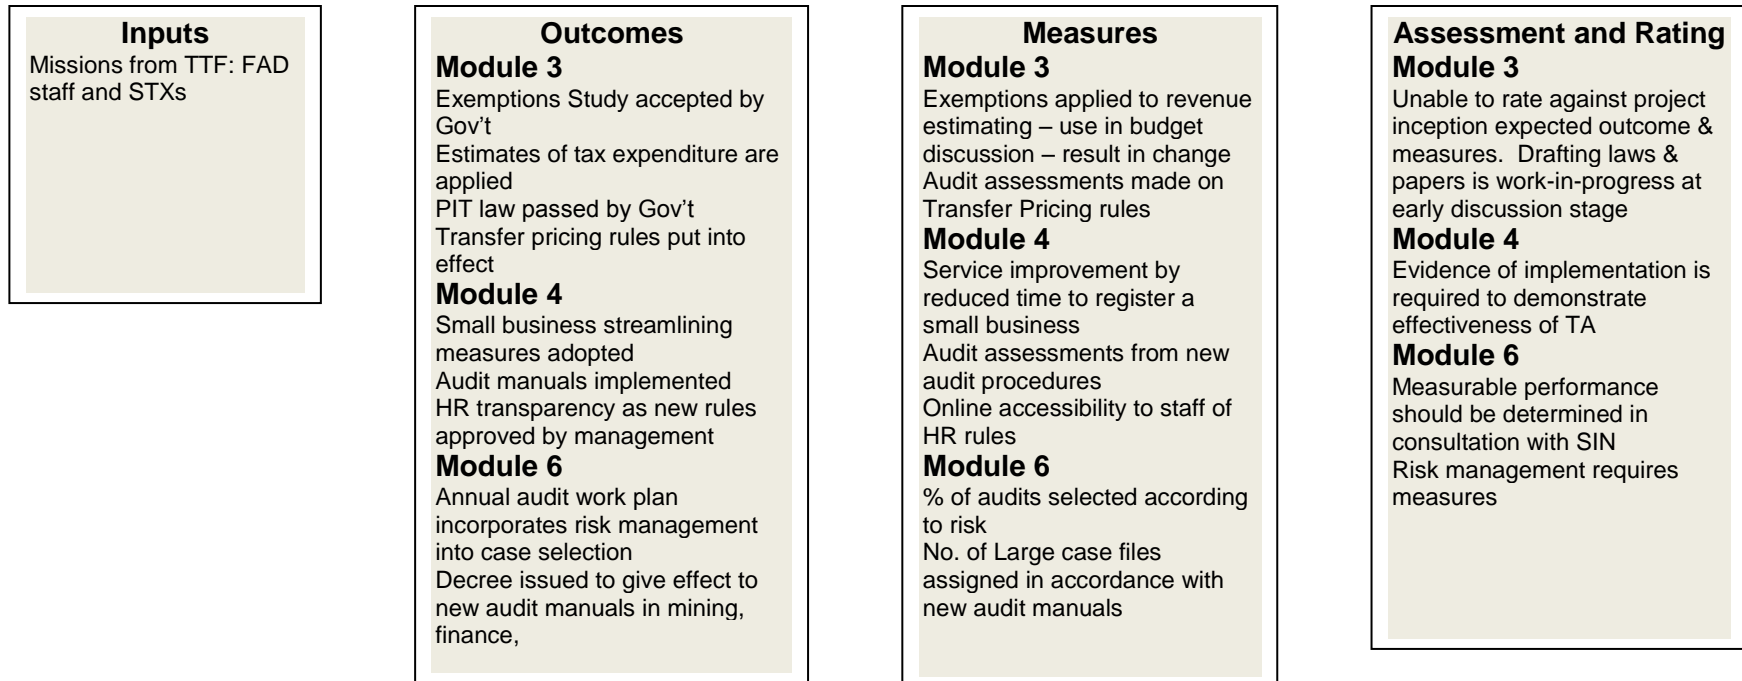 Inputs
Missions from TTF: FAD
staff and STXs
Outcomes
Module 3
Exemptions Study accepted by
Gov't
Estimates of tax expenditure are
applied
PIT law passed by Gov't
Transfer pricing rules put into
effect
Module 4
Small business streamlining
measures adopted
Audit manuals implemented
HR transparency as new rules
approved by management
Module 6
Annual audit work plan
incorporates risk management
into case selection
Decree issued to give effect to
new audit manuals in mining,
finance,
Measures
Module 3
Exemptions applied to revenue
estimating – use in budget
discussion – result in change
Audit assessments made on
Transfer Pricing rules
Module 4
Service improvement by
reduced time to register a
small business
Audit assessments from new
audit procedures
Online accessibility to staff of
HR rules
Module 6
% of audits selected according
to risk
No. of Large case files
assigned in accordance with
new audit manuals
Assessment and Rating
Module 3
Unable to rate against project
inception expected outcome &
measures.  Drafting laws &
papers is work-in-progress at
early discussion stage
Module 4
Evidence of implementation is
required to demonstrate
effectiveness of TA
Module 6
Measurable performance
should be determined in
consultation with SIN
Risk management requires
measures